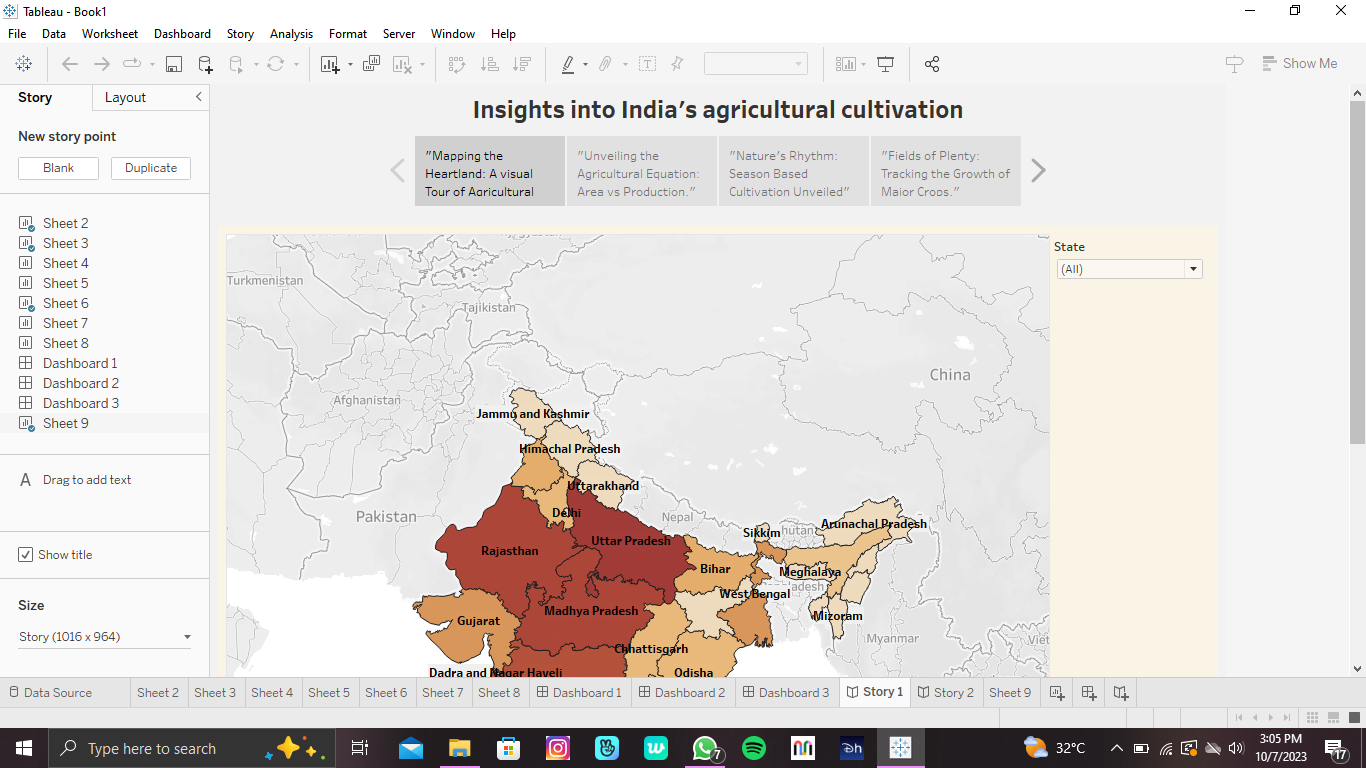 Tableau - Book1
File Data Worksheet Dashboard Story Analysis Format Server Window Help
Show Me
Story Layout
New story point
Blank Duplicate
Sheet 2
Sheet 3
Sheet 4
Sheet 5
Sheet 6
Sheet 7
Sheet 8
Dashboard 1
Dashboard 2
Dashboard 3
Sheet 9
A Drag to add text
Show title
Size
Story (1016 x 964)
Insights into India's agricultural cultivation
"Mapping the
Heartland: A visual
Tour of Agricultural
"Unveiling the
Agricultural Equation:
Area vs Production."
"Nature's Rhythm:
Season Based
Cultivation Unveiled"
"Fields of Plenty:
Tracking the Growth of
Major Crops."
State
(All)
Turkmenistan
Tajikistan
China
Afghanistan
Jammu and Kashmir
Himachal Pradesh
Uttarakhand
Pakistan
Delhi
Nepal
Sikkim
Arunachal Pradesh
Rajasthan
Uttar Pradesh
Bihar
Meghalaya
West Bengal
Madhya Pradesh
Mizoram
Gujarat
Myanmar
Chhattisgarh
Dadra and Nagar Haveli
Odisha
Data Source Sheet 2 Sheet 3 Sheet 4 Sheet 5 Sheet 6 Sheet 7 Sheet 8 Dashboard 1 Dashboard 2 Dashboard 3 Story 1 Story 2 Sheet 9
Type here to search
7
32°C
3:05 PM
10/7/2023
17